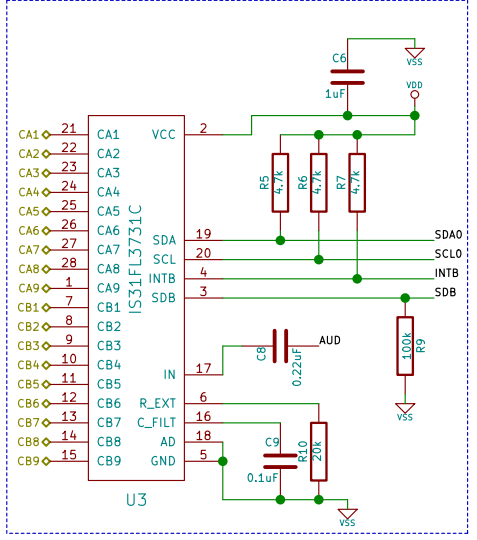 C6
VSS
1uF
VDD
CA1 21 CA1 VCC 2
CA2 22 CA2
CA3 23 CA3 R5 4.7k R6 4.7k R7 4.7k
CA4 24 CA4
CA5 25 CA5
CA6 26 CA6
IS31FL3731C
CA7 27 CA7 SDA 19 SDA0
CA8 28 CA8 SCL 20 SCL0
CA9 1 CA9 INTB 4 INTB
CB1 7 CB1 SDB 3 SDB
CB2 8 CB2
CB3 9 CB3 C8 AUD 100k R9
CB4 10 CB4 IN 17 0.22uF
CB5 11 CB5
CB6 12 CB6 R_EXT 6 VSS
CB7 13 CB7 C_FILT 16
CB8 14 CB8 AD 18 C9 R10 20k
CB9 15 CB9 GND 5 0.1uF
U3 VSS